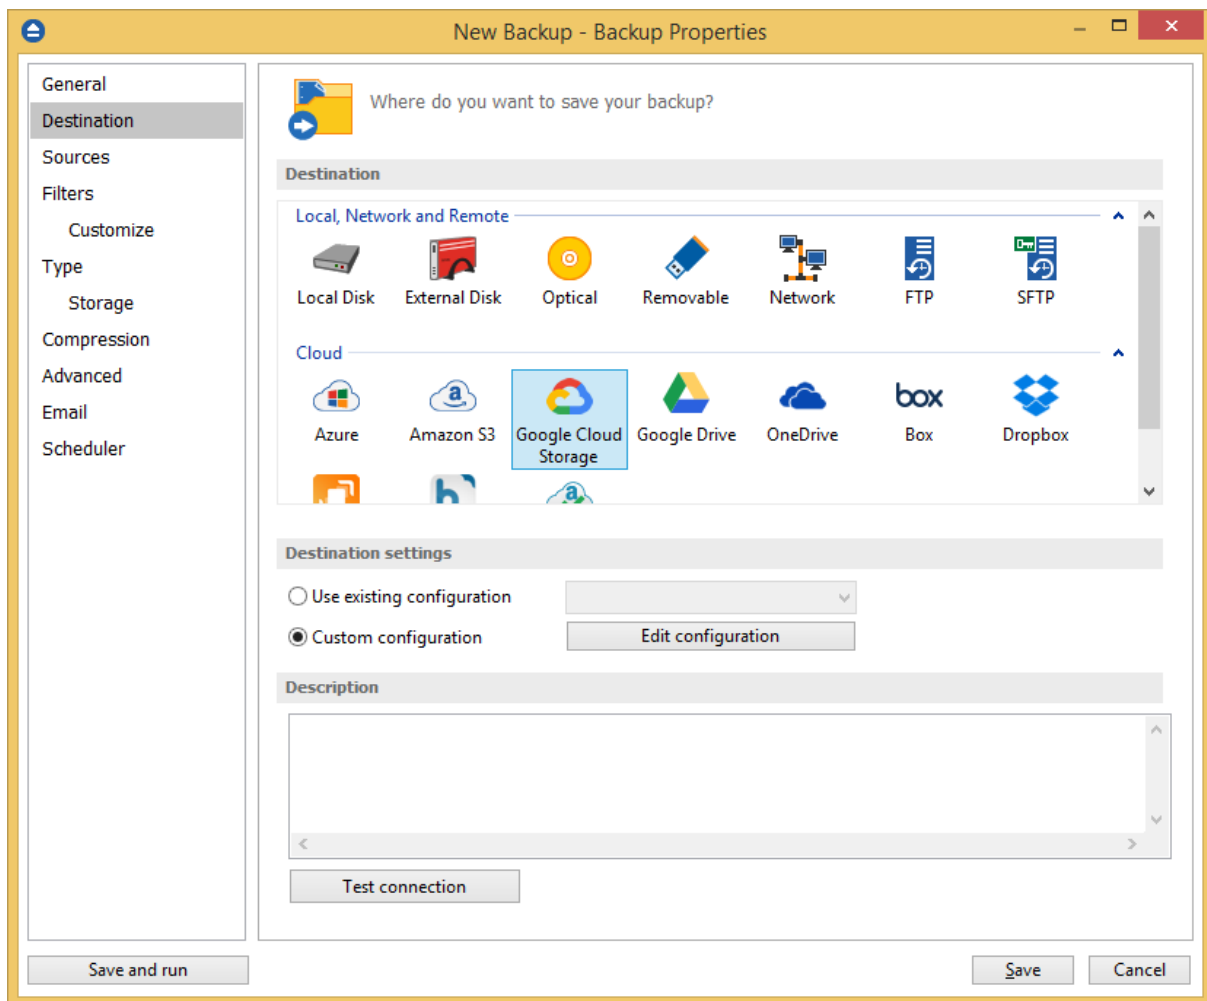 New Backup - Backup Properties
General
Destination
Sources
Filters
Customize
Type
Storage
Compression
Advanced
Email
Scheduler
Where do you want to save your backup?
Destination
Local, Network and Remote
Local Disk External Disk Optical Removable Network FTP SFTP
Cloud
a
box
Azure Amazon S3 Google Cloud Google Drive OneDrive Box Dropbox
Storage
b a
Destination settings
Use existing configuration
Custom configuration Edit configuration
Description
Test connection
Save and run Save Cancel